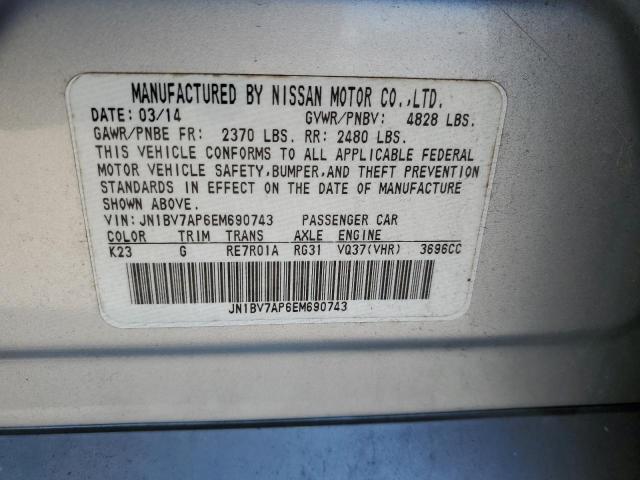 MANUFACTURED BY NISSAN MOTOR CO.,LTD.
DATE: 03/14 GVWR/PNBV: 4828 LBS.
GAWR/PNBE FR: 2370 LBS. RR: 2480 LBS.
THIS VEHICLE CONFORMS TO ALL APPLICABLE FEDERAL
MOTOR VEHICLE SAFETY,BUMPER,AND THEFT PREVENTION
STANDARDS IN EFFECT ON THE DATE OF MANUFACTURE
SHOWN ABOVE.
VIN: JN1BV7AP6EM690743 PASSENGER CAR
COLOR TRIM TRANS AXLE ENGINE
K23 G RE7R01A RG31 VQ37(VHR) 3696CC
JN1BV7AP6EM690743